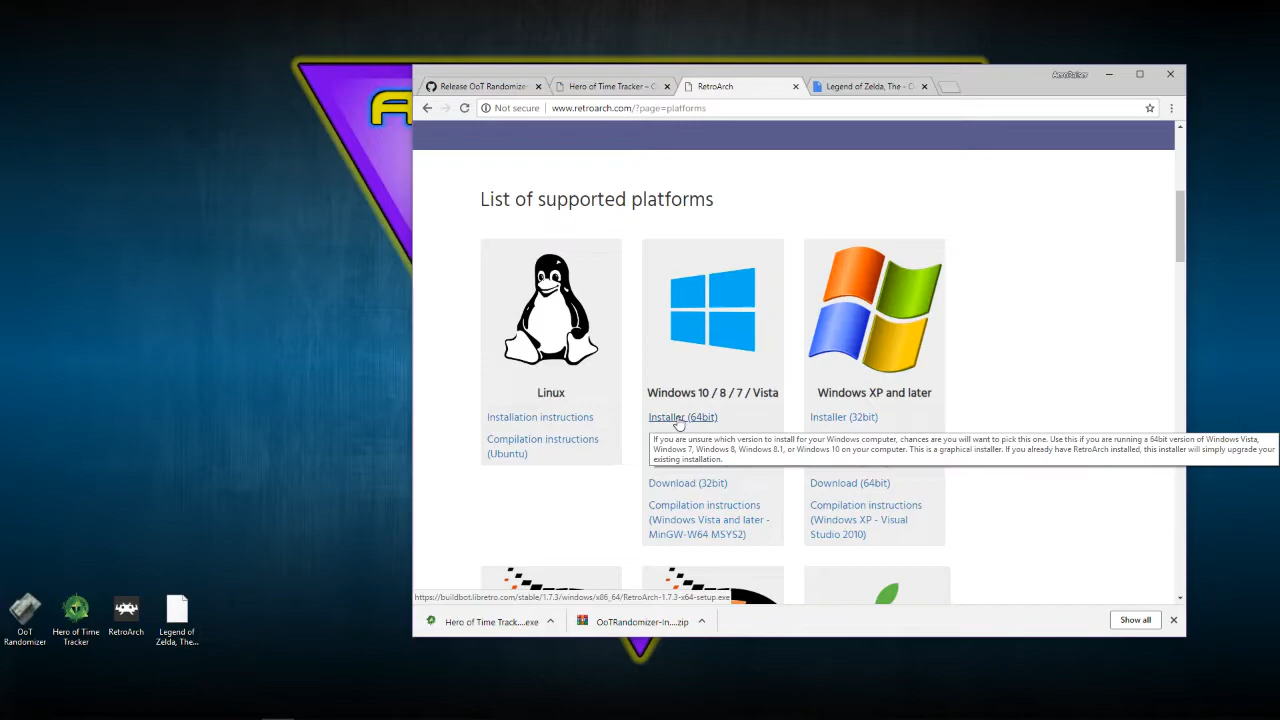 A
AeroRaiser
Release OoT Randomize
Hero of Time Tracker – C
RetroArch
Legend of Zelda, The - C
Not secure
www.retroarch.com/?page=platforms
List of supported platforms
Linux
Installation instructions
Compilation instructions
(Ubuntu)
Windows 10 / 8 / 7 / Vista
Installer (64bit)
Windows XP and later
Installer (32bit)
If you are unsure which version to install for your Windows computer, chances are you will want to pick this one. Use this if you are running a 64bit version of Windows Vista,
Windows 7, Windows 8, Windows 8.1, or Windows 10 on your computer. This is a graphical installer. If you already have RetroArch installed, this installer will simply upgrade your
existing installation.
Download (32bit)
Compilation instructions
(Windows Vista and later -
MinGW-W64 MSYS2)
Download (64bit)
Compilation instructions
(Windows XP - Visual
Studio 2010)
https://buildbot.libretro.com/stable/1.7.3/windows/x86_64/RetroArch-1.7.3-x64-setup.exe
Hero of Time Track....exe
OoTRandomizer-In....zip
Show all
OoT
Randomizer
Hero of Time
Tracker
RetroArch
Legend of
Zelda, The...